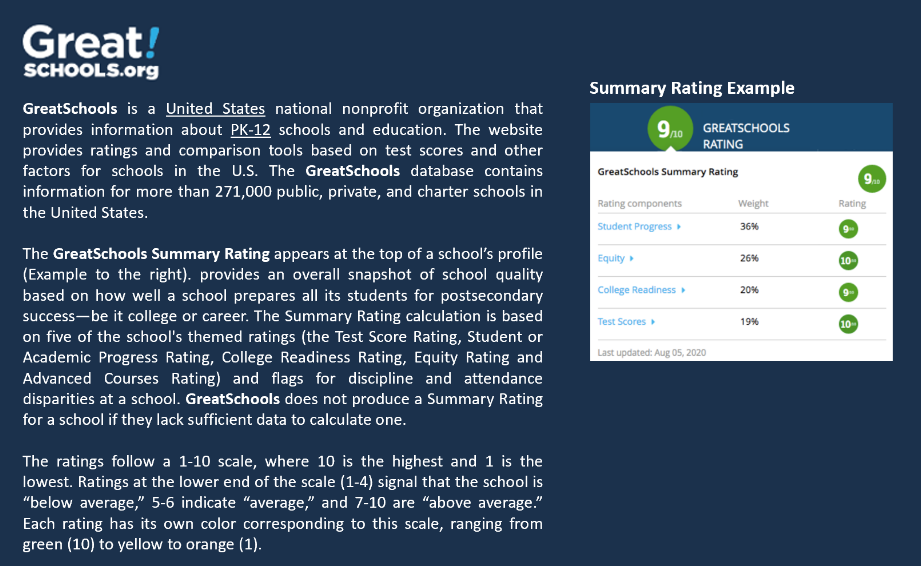 Great!
SCHOOLS.org
GreatSchools is a United States national nonprofit organization that
provides information about PK-12 schools and education. The website
provides ratings and comparison tools based on test scores and other
factors for schools in the U.S. The GreatSchools database contains
information for more than 271,000 public, private, and charter schools in
the United States.
The GreatSchools Summary Rating appears at the top of a school’s profile
(Example to the right). provides an overall snapshot of school quality
based on how well a school prepares all its students for postsecondary
success—be it college or career. The Summary Rating calculation is based
on five of the school's themed ratings (the Test Score Rating, Student or
Academic Progress Rating, College Readiness Rating, Equity Rating and
Advanced Courses Rating) and flags for discipline and attendance
disparities at a school. GreatSchools does not produce a Summary Rating
for a school if they lack sufficient data to calculate one.
The ratings follow a 1-10 scale, where 10 is the highest and 1 is the
lowest. Ratings at the lower end of the scale (1-4) signal that the school is
“below average,” 5-6 indicate “average,” and 7-10 are “above average.”
Each rating has its own color corresponding to this scale, ranging from
green (10) to yellow to orange (1).
Summary Rating Example
9/10 GREATSCHOOLS
RATING
GreatSchools Summary Rating 9/10
Rating components Weight Rating
Student Progress 36% 9
Equity 26% 10
College Readiness 20% 9
Test Scores 19% 10
Last updated: Aug 05, 2020